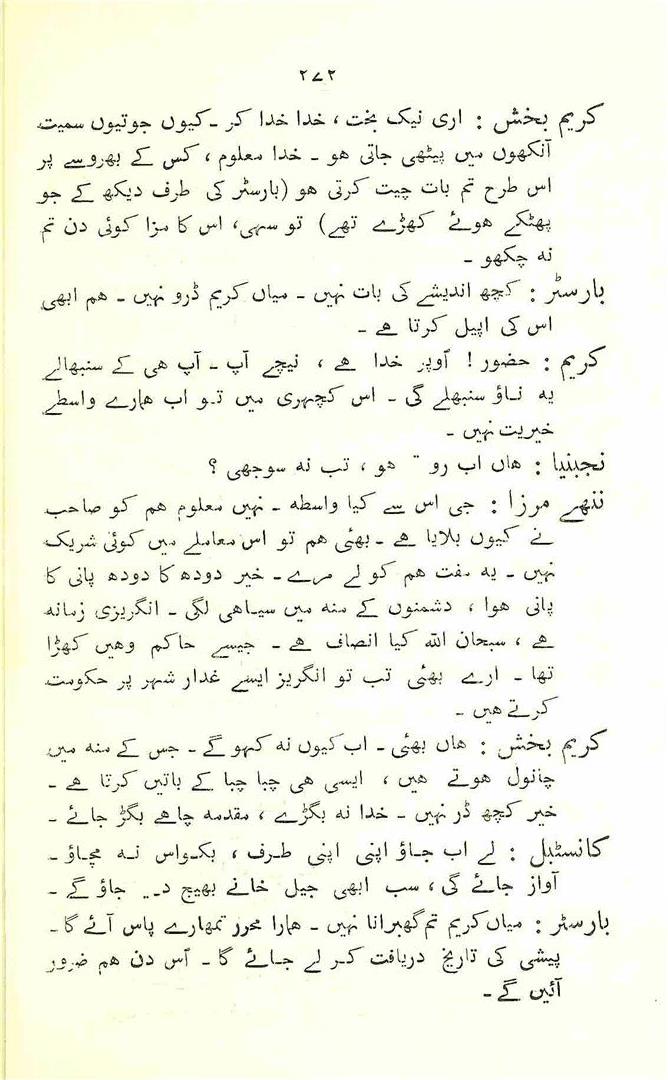 ۲۷۲
کریم بخش : اری نیک بخت ، خدا خدا کر ۔ کیوں جوتیوں سمیت
آنکھوں میں پیٹھی جاتی ہو ۔ خدا معلوم ، کس کے بھروسے پر
اس طرح تم بات چیت کرتی ہو (بارسٹر کی طرف دیکھ کے جو
پھٹکے ہوئے کھڑے تھے) تو سہی، اس کا مزا کوئی دن تم
نہ چکھو ۔
بارسٹر : کچھ اندیشے کی بات نہیں ۔ میاں کریم ڈرو نہیں ۔ ہم ابھی
اس کی اپیل کرتا ہے ۔
کریم : حضور ! اوپر خدا ہے ، نیچے آپ ۔ آپ ہی کے سنبھالے
یہ ناؤ سنبھلے گی ۔ اس کچہری میں تو اب ہمارے واسطے
خیریت نہیں ۔
نجبنیا : ہاں اب رو ہو ، تب نہ سوجھی ؟
ننھے مرزا : جی اس سے کیا واسطہ ۔ نہیں معلوم ہم کو صاحب
نے کیوں بلایا ہے ۔ بھئی ہم تو اس معاملے میں کوئی شریک
نہیں ۔ یہ مفت ہم کو لے مرے ۔ خیر دودھ کا دودھ پانی کا
پانی ہوا ، دشمنوں کے منہ میں سیاہی لگی ۔ انگریزی زمانہ
ہے ، سبحان اللہ کیا انصاف ہے ۔ جیسے حاکم وہیں کھڑا
تھا ۔ ارے بھئی تب تو انگریز ایسے غدار شہر پر حکومت
کرتے ہیں ۔
کریم بخش : ہاں بھئی ۔ اب کیوں نہ کہو گے ۔ جس کے منہ میں
چانول ہوتے ہیں ، ایسی ہی چبا چبا کے باتیں کرتا ہے ۔
خیر کچھ ڈر نہیں ۔ خدا نہ بگڑے ، مقدمہ چاہے بگڑ جائے ۔
کانسٹبل : لے اب جاؤ اپنی اپنی طرف ، بکواس نہ مچاؤ ۔
آواز جائے گی ، سب ابھی جیل خانے بھیج جاؤ گے ۔
بارسٹر : میاں کریم تم گھبرانا نہیں ۔ ہمارا محرر تمھارے پاس آئے گا ۔
پیشی کی تاریخ دریافت کر لے جائے گا ۔ اُس دن ہم ضرور
آئیں گے ۔